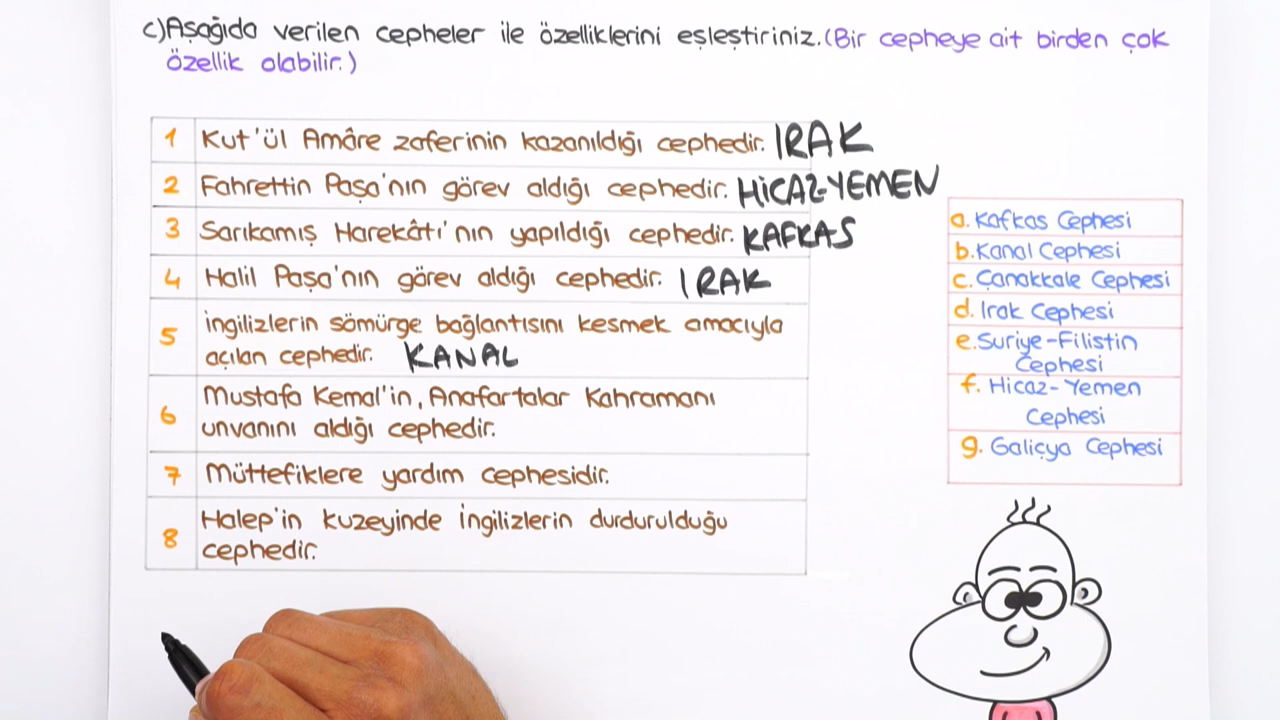 c)Aşağıda verilen cepheler ile özelliklerini eşleştiriniz.(Bir cepheye ait birden çok
özellik olabilir.)
1 Kut'ül Amâre zaferinin kazanıldığı cephedir. IRAK
2 Fahrettin Paşa'nın görev aldığı cephedir. HİCAZ-YEMEN
3 Sarıkamış Harekâtı'nın yapıldığı cephedir. KAFKAS
4 Halil Paşa'nın görev aldığı cephedir. IRAK
5 İngilizlerin sömürge bağlantısını kesmek amacıyla
açılan cephedir. KANAL
6 Mustafa Kemal'in, Anafartalar Kahramanı
unvanını aldığı cephedir.
7 Müttefiklere yardım cephesidir.
8 Halep'in kuzeyinde İngilizlerin durdurulduğu
cephedir.
a. Kafkas Cephesi
b. Kanal Cephesi
c. Çanakkale Cephesi
d. Irak Cephesi
e. Suriye-Filistin
Cephesi
f. Hicaz-Yemen
Cephesi
g. Galiçya Cephesi